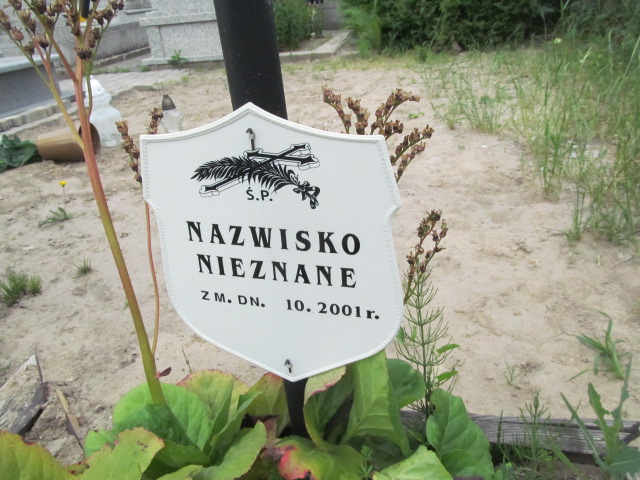 Ś.P.
NAZWISKO
NIEZNANE
ZM. DN. 10. 2001 r.